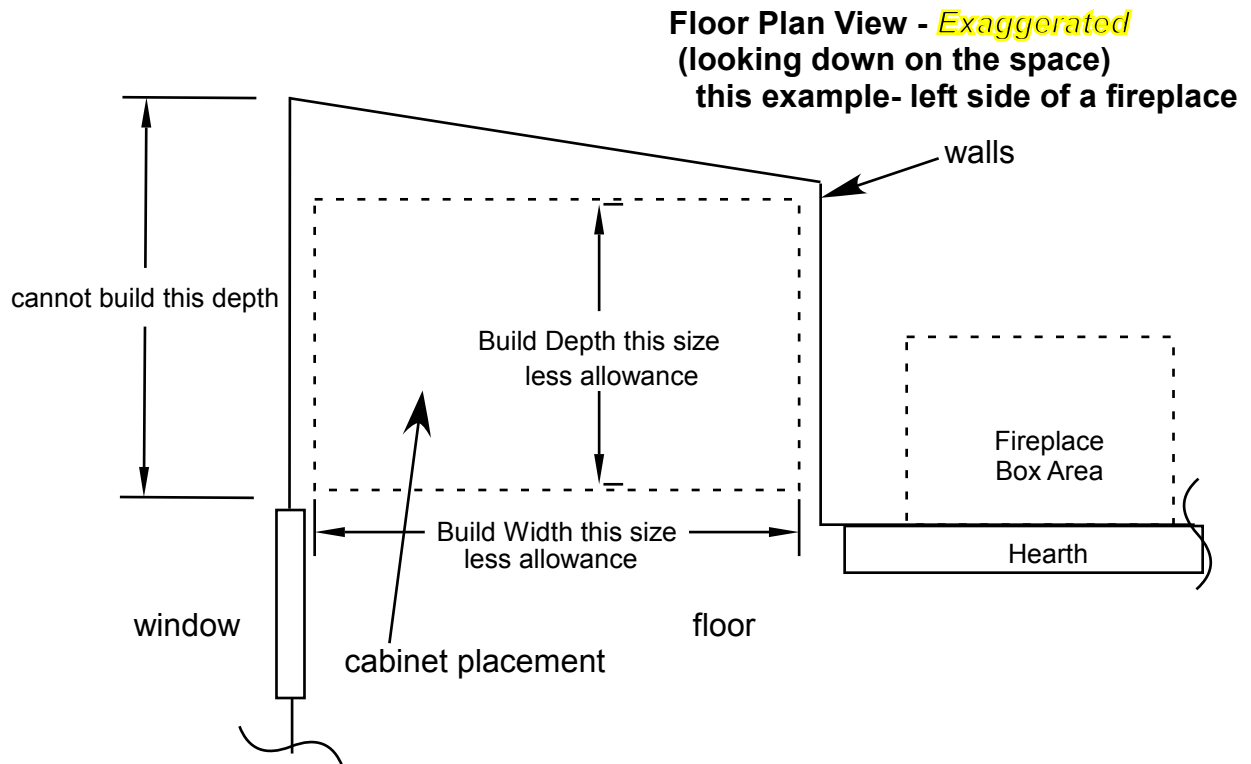 Floor Plan View - Exaggerated
(looking down on the space)
this example- left side of a fireplace
walls
cannot build this depth
Build Depth this size
less allowance
Fireplace
Box Area
Build Width this size
less allowance
Hearth
window
floor
cabinet placement